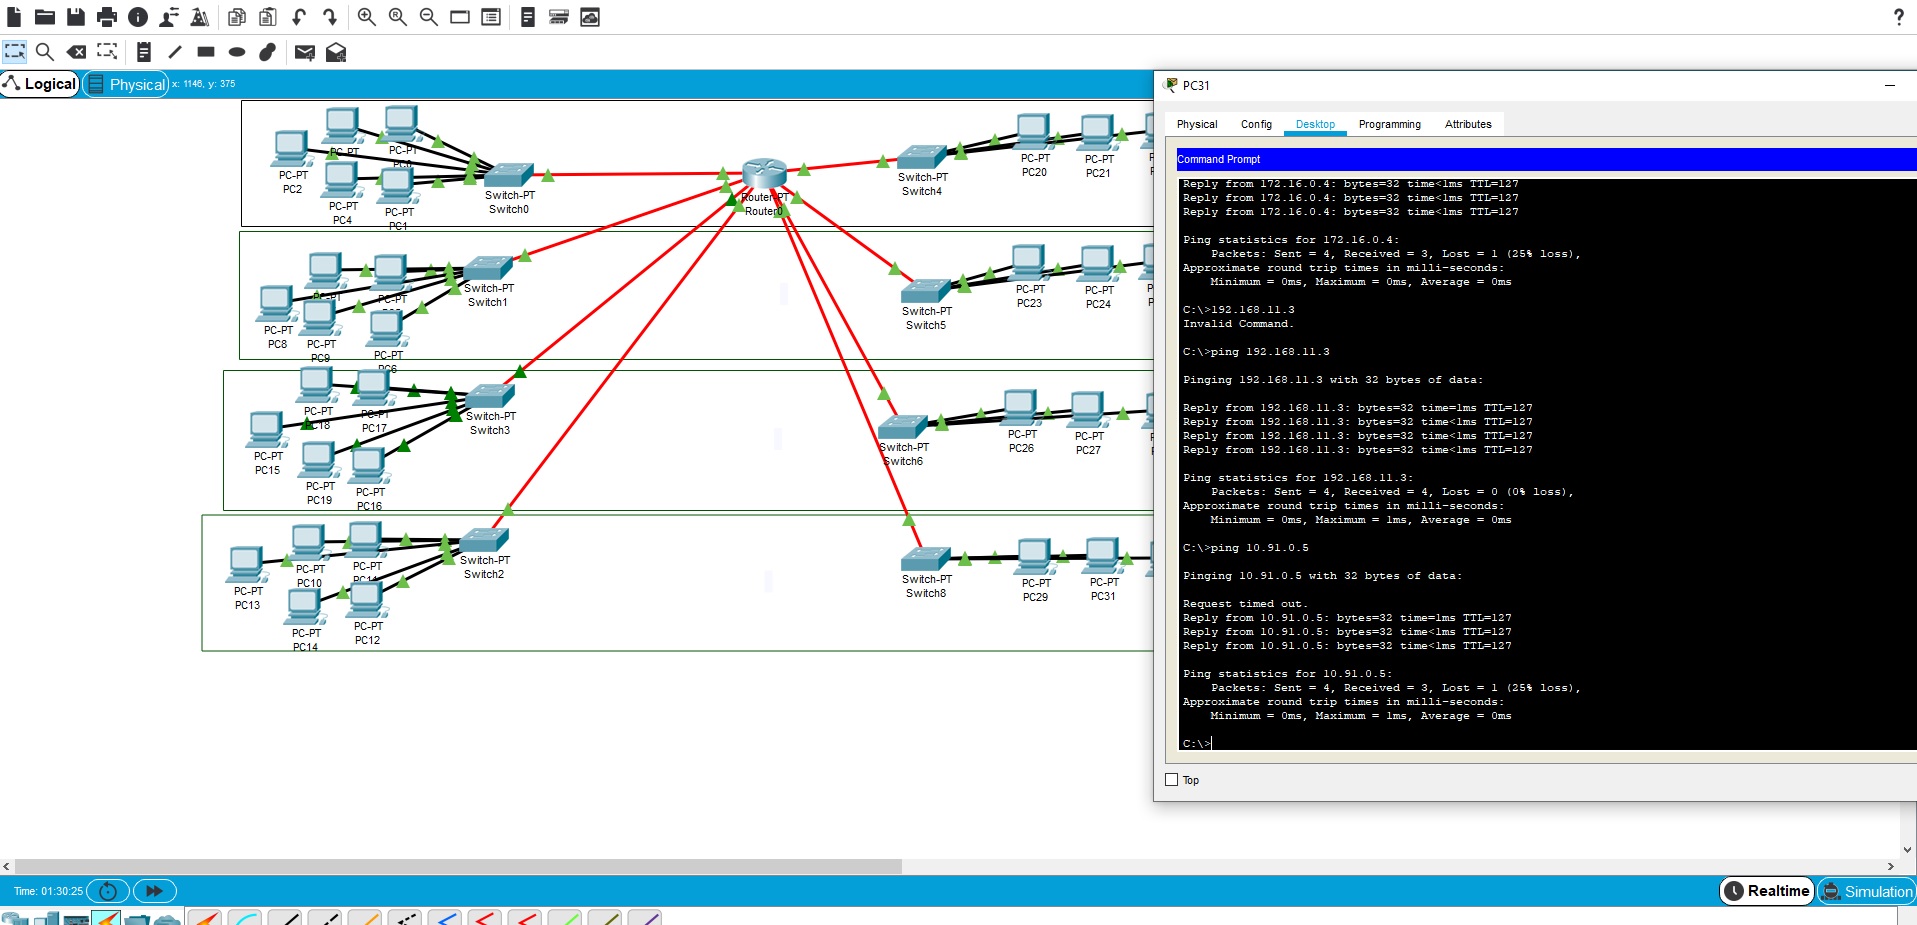 ?
Logical
Physical
x: 1146, y: 375
PC31
Physical Config Desktop Programming Attributes
Command Prompt
Reply from 172.16.0.4: bytes=32 time<1ms TTL=127
Reply from 172.16.0.4: bytes=32 time<1ms TTL=127
Reply from 172.16.0.4: bytes=32 time<1ms TTL=127
Ping statistics for 172.16.0.4:
Packets: Sent = 4, Received = 3, Lost = 1 (25% loss),
Approximate round trip times in milli-seconds:
Minimum = 0ms, Maximum = 0ms, Average = 0ms
C:\>192.168.11.3
Invalid Command.
C:\>ping 192.168.11.3
Pinging 192.168.11.3 with 32 bytes of data:
Reply from 192.168.11.3: bytes=32 time=1ms TTL=127
Reply from 192.168.11.3: bytes=32 time<1ms TTL=127
Reply from 192.168.11.3: bytes=32 time<1ms TTL=127
Reply from 192.168.11.3: bytes=32 time<1ms TTL=127
Ping statistics for 192.168.11.3:
Packets: Sent = 4, Received = 4, Lost = 0 (0% loss),
Approximate round trip times in milli-seconds:
Minimum = 0ms, Maximum = 1ms, Average = 0ms
C:\>ping 10.91.0.5
Pinging 10.91.0.5 with 32 bytes of data:
Request timed out.
Reply from 10.91.0.5: bytes=32 time=1ms TTL=127
Reply from 10.91.0.5: bytes=32 time<1ms TTL=127
Reply from 10.91.0.5: bytes=32 time<1ms TTL=127
Ping statistics for 10.91.0.5:
Packets: Sent = 4, Received = 3, Lost = 1 (25% loss),
Approximate round trip times in milli-seconds:
Minimum = 0ms, Maximum = 1ms, Average = 0ms
C:\>
Top
PC-PT
PC-PT
PC-PT
PC2
PC-PT
PC4
PC-PT
PC1
Switch-PT
Switch0
Router-PT
Router0
Switch-PT
Switch4
PC-PT
PC20
PC-PT
PC21
PC-PT
PC-PT
PC-PT
PC8
PC-PT
PC9
PC-PT
PC6
Switch-PT
Switch1
Switch-PT
Switch5
PC-PT
PC23
PC-PT
PC24
PC-PT
PC18
PC-PT
PC17
PC-PT
PC15
PC-PT
PC19
PC-PT
PC16
Switch-PT
Switch3
Switch-PT
Switch6
PC-PT
PC26
PC-PT
PC27
PC-PT
PC10
PC-PT
PC-PT
PC13
PC-PT
PC14
PC-PT
PC12
Switch-PT
Switch2
Switch-PT
Switch8
PC-PT
PC29
PC-PT
PC31
Time: 01:30:25
Realtime
Simulation